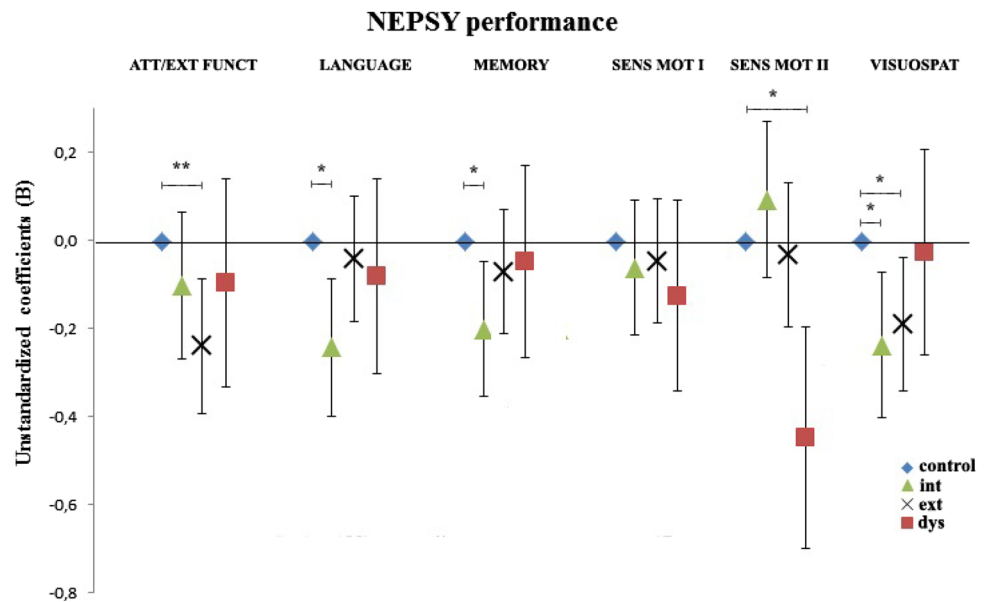 NEPSY performance
ATT/EXT FUNCT LANGUAGE MEMORY SENS MOT I SENS MOT II VISUOSPAT
*
0,2
** * * *
*
0,0
-0,2
-0,4
-0,6
-0,8
Unstandardized coefficients (B)
control
int
ext
dys